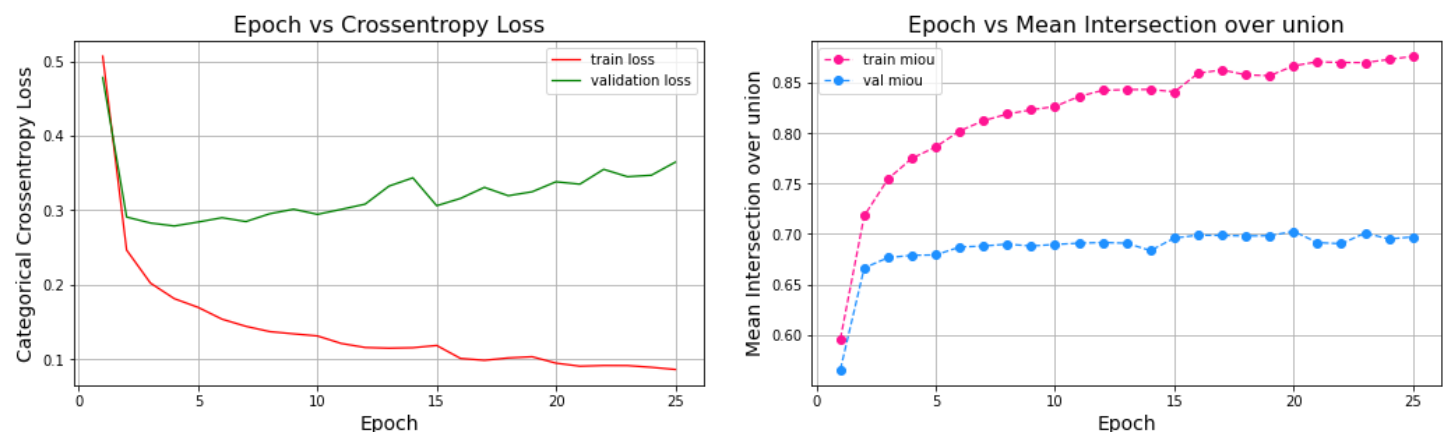 Epoch vs Crossentropy Loss
Categorical Crossentropy Loss
0.5
0.4
0.3
0.2
0.1
train loss
validation loss
0 5 10 15 20 25
Epoch
Epoch vs Mean Intersection over union
Mean Intersection over union
0.85
0.80
0.75
0.70
0.65
0.60
train miou
val miou
0 5 10 15 20 25
Epoch